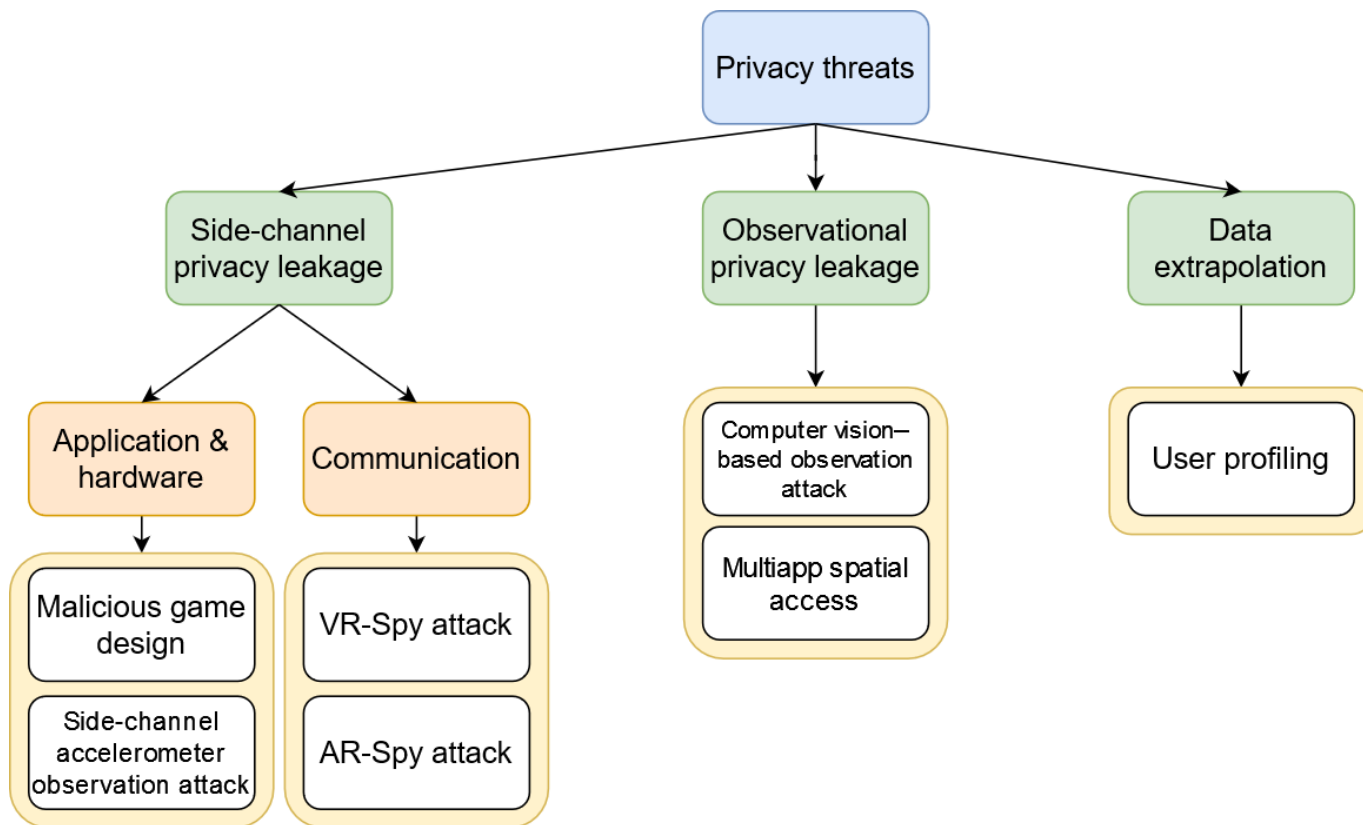 Privacy threats
Side-channel
privacy leakage
Observational
privacy leakage
Data
extrapolation
Application &
hardware
Communication
Computer vision–
based observation
attack
User profiling
Multiapp spatial
access
Malicious game
design
VR-Spy attack
Side-channel
accelerometer
observation attack
AR-Spy attack